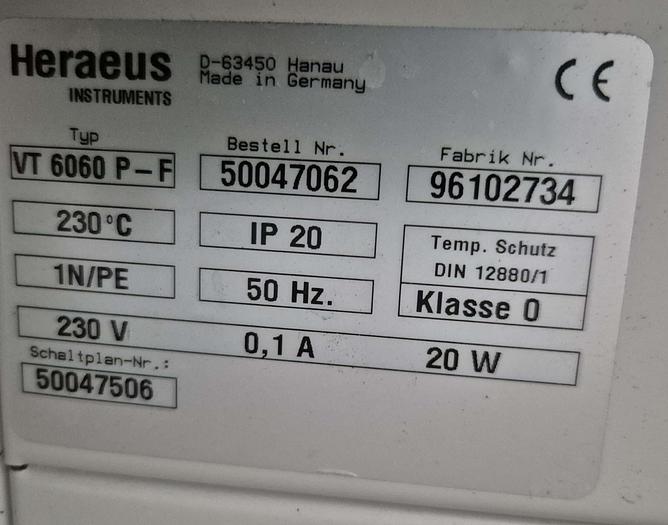 Heraeus
INSTRUMENTS
D-63450 Hanau
Made in Germany
CE
Typ
VT 6060 P-F
Bestell Nr.
50047062
Fabrik Nr.
96102734
230°C
IP 20
Temp. Schutz
DIN 12880/1
Klasse 0
1N/PE
50 Hz.
230 V 0,1 A 20 W
Schaltplan-Nr.:
50047506